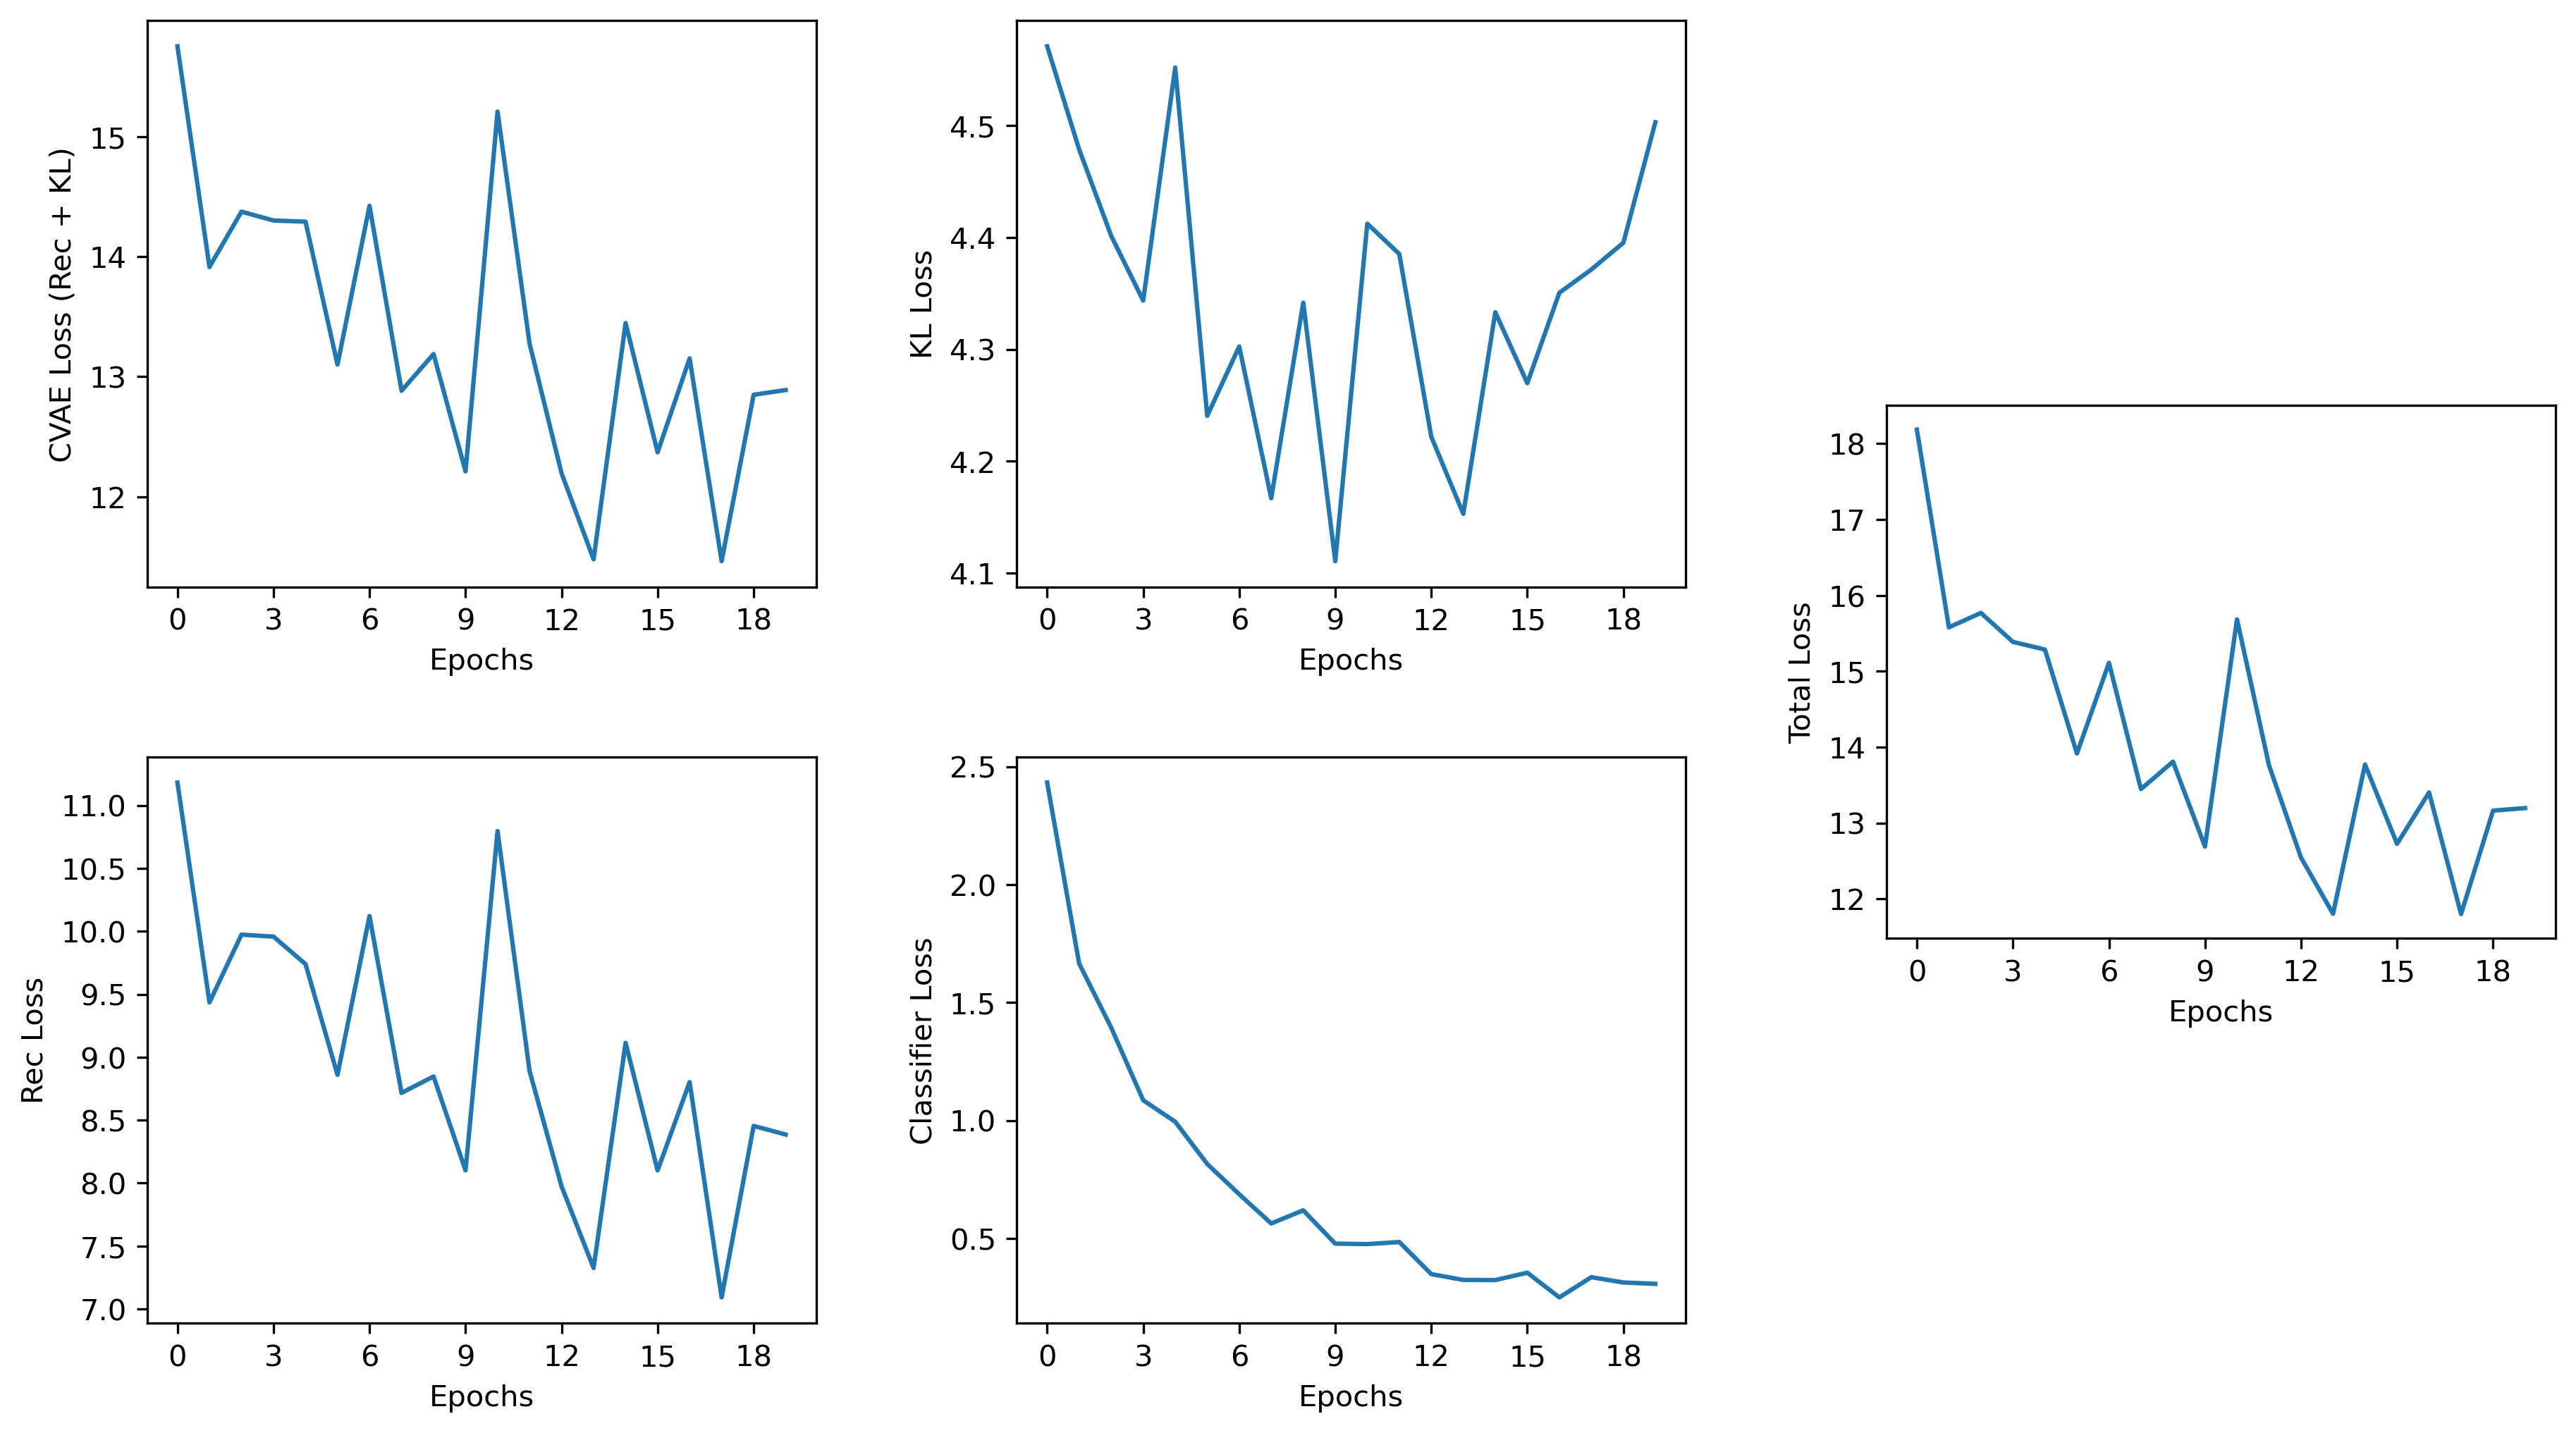 CVAE Loss (Rec + KL)
15
14
13
12
0 3 6 9 12 15 18
Epochs
KL Loss
4.5
4.4
4.3
4.2
4.1
0 3 6 9 12 15 18
Epochs
Rec Loss
11.0
10.5
10.0
9.5
9.0
8.5
8.0
7.5
7.0
0 3 6 9 12 15 18
Epochs
Classifier Loss
2.5
2.0
1.5
1.0
0.5
0 3 6 9 12 15 18
Epochs
Total Loss
18
17
16
15
14
13
12
0 3 6 9 12 15 18
Epochs